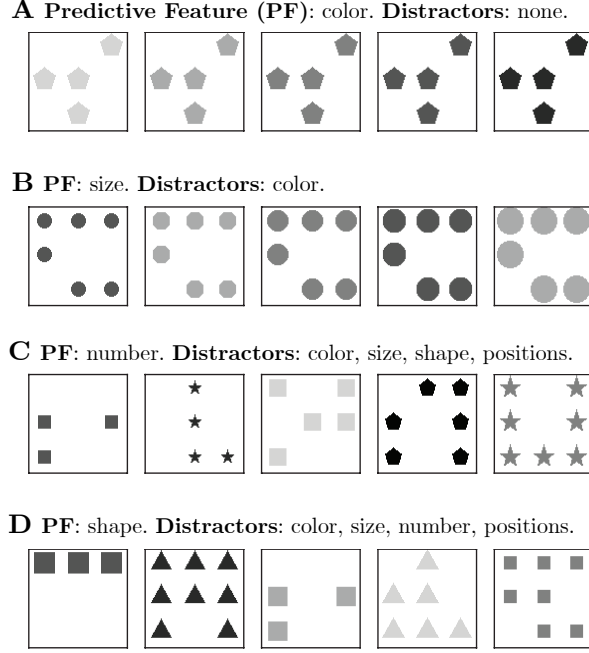 A Predictive Feature (PF): color. Distractors: none.
B PF: size. Distractors: color.
C PF: number. Distractors: color, size, shape, positions.
D PF: shape. Distractors: color, size, number, positions.